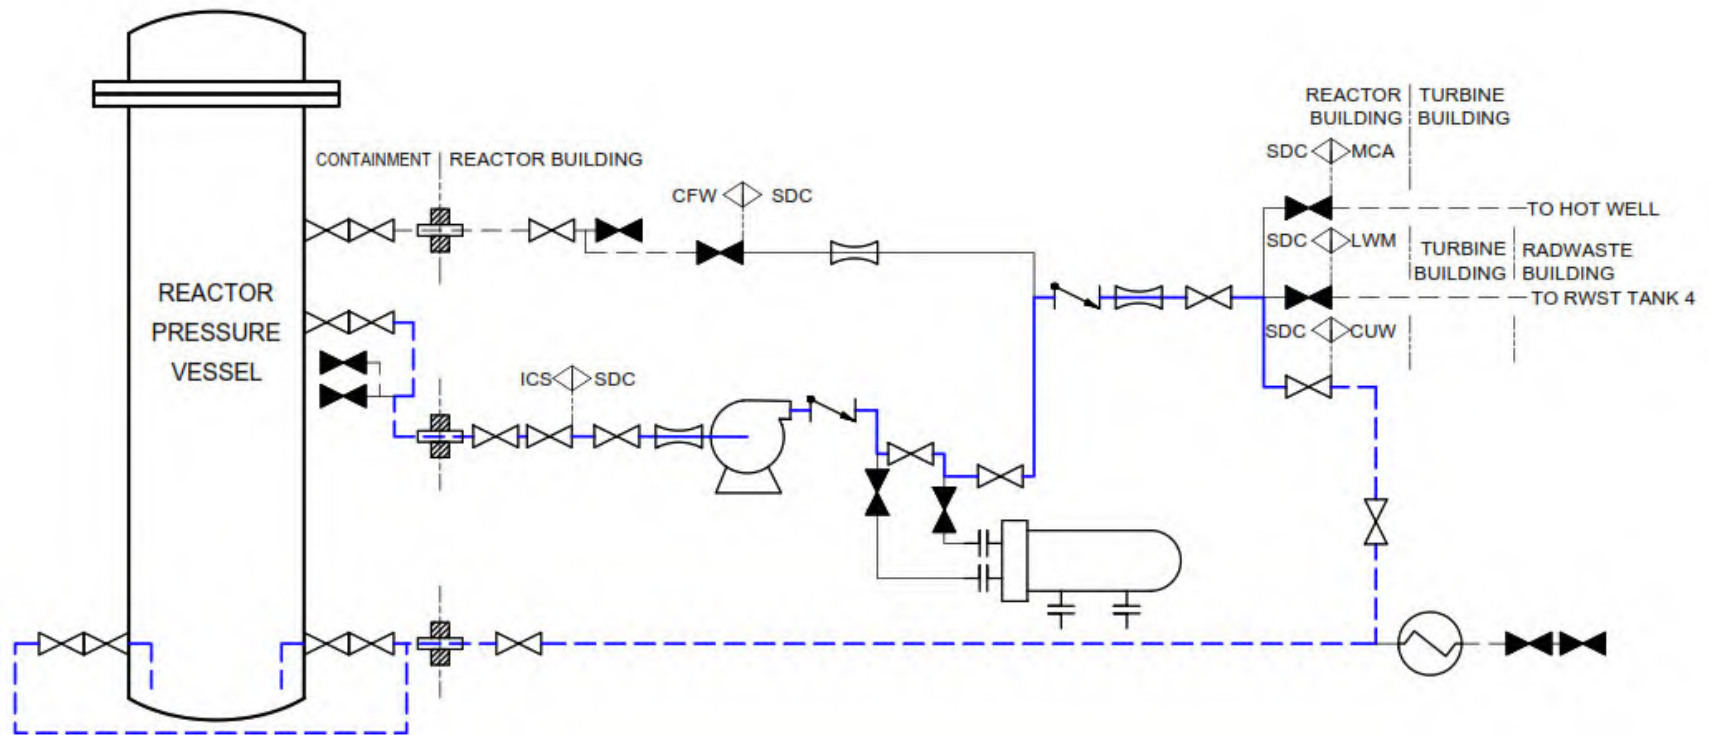 REACTOR TURBINE
BUILDING BUILDING
SDC MCA
CONTAINMENT REACTOR BUILDING
CFW SDC
TO HOT WELL
SDC LWM
TURBINE RADWASTE
BUILDING BUILDING
REACTOR
PRESSURE
VESSEL
TO RWST TANK 4
SDC CUW
ICS SDC